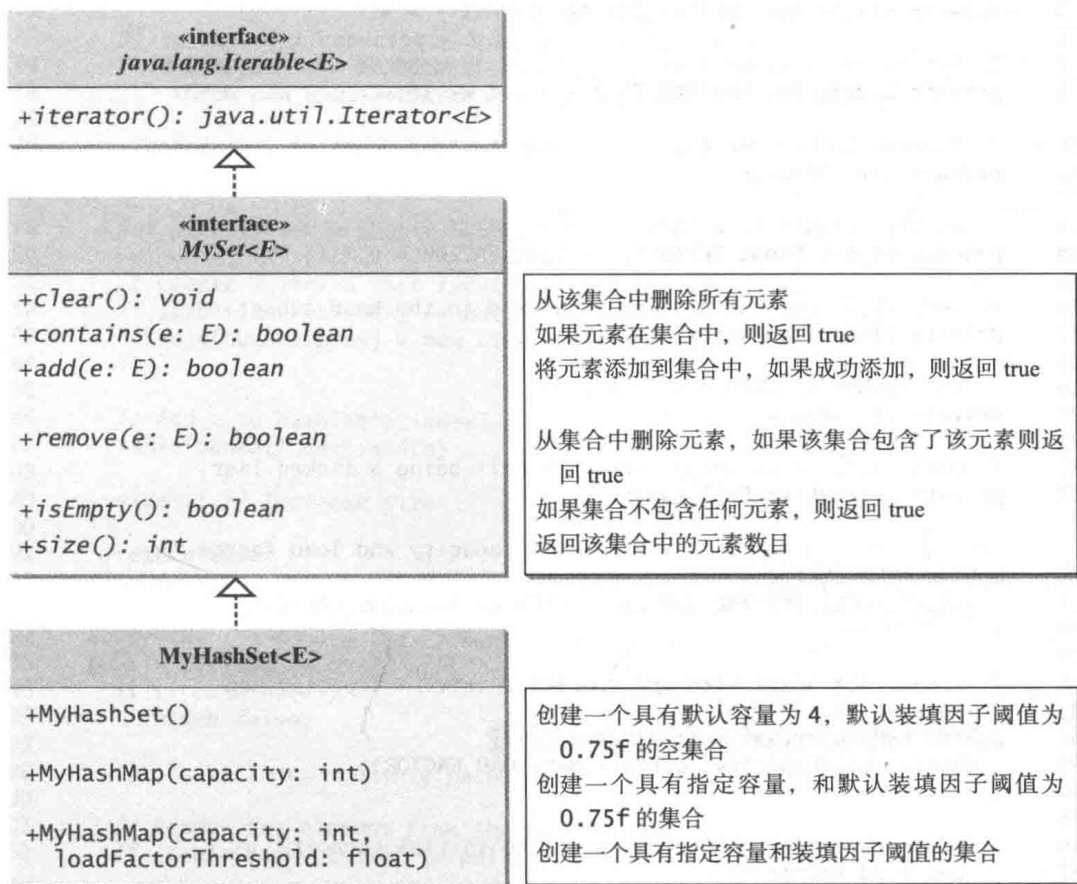 «interface»
java.lang.Iterable<E>
+iterator(): java.util.Iterator<E>
«interface»
MySet<E>
+clear(): void
+contains(e: E): boolean
+add(e: E): boolean
+remove(e: E): boolean
+isEmpty(): boolean
+size(): int
从该集合中删除所有元素
如果元素在集合中，则返回 true
将元素添加到集合中，如果成功添加，则返回 true
从集合中删除元素，如果该集合包含了该元素则返
回 true
如果集合不包含任何元素，则返回 true
返回该集合中的元素数目
MyHashSet<E>
+MyHashSet()
+MyHashMap(capacity: int)
+MyHashMap(capacity: int,
loadFactorThreshold: float)
创建一个具有默认容量为 4，默认装填因子阈值为
0.75f 的空集合
创建一个具有指定容量，和默认装填因子阈值为
0.75f 的集合
创建一个具有指定容量和装填因子阈值的集合